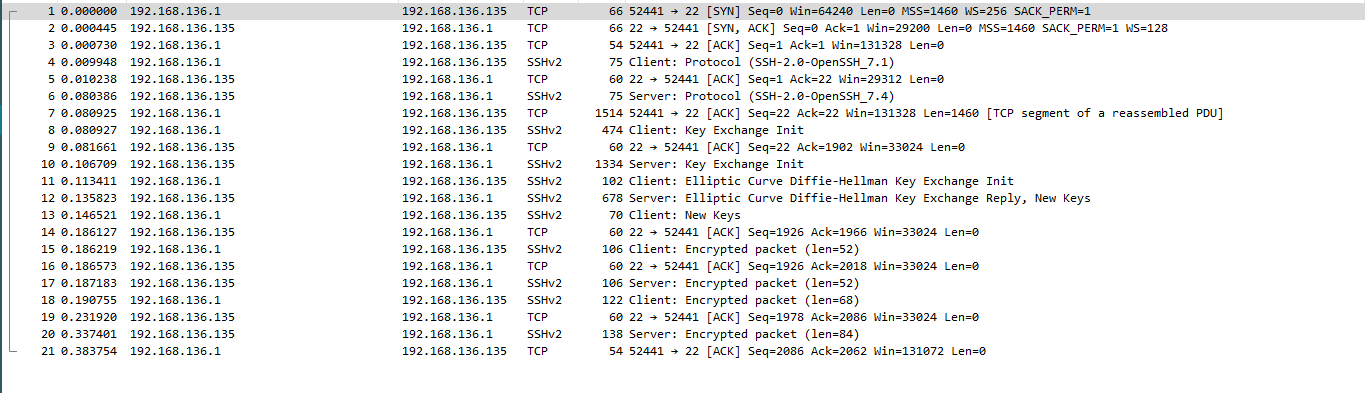 1 0.000000 192.168.136.1 192.168.136.135 TCP 66 52441 → 22 [SYN] Seq=0 Win=64240 Len=0 MSS=1460 WS=256 SACK_PERM=1
2 0.000445 192.168.136.135 192.168.136.1 TCP 66 22 → 52441 [SYN, ACK] Seq=0 Ack=1 Win=29200 Len=0 MSS=1460 SACK_PERM=1 WS=128
3 0.000730 192.168.136.1 192.168.136.135 TCP 54 52441 → 22 [ACK] Seq=1 Ack=1 Win=131328 Len=0
4 0.009948 192.168.136.1 192.168.136.135 SSHv2 75 Client: Protocol (SSH-2.0-OpenSSH_7.1)
5 0.010238 192.168.136.135 192.168.136.1 TCP 60 22 → 52441 [ACK] Seq=1 Ack=22 Win=29312 Len=0
6 0.080386 192.168.136.135 192.168.136.1 SSHv2 75 Server: Protocol (SSH-2.0-OpenSSH_7.4)
7 0.080925 192.168.136.1 192.168.136.135 TCP 1514 52441 → 22 [ACK] Seq=22 Ack=22 Win=131328 Len=1460 [TCP segment of a reassembled PDU]
8 0.080927 192.168.136.1 192.168.136.135 SSHv2 474 Client: Key Exchange Init
9 0.081661 192.168.136.135 192.168.136.1 TCP 60 22 → 52441 [ACK] Seq=22 Ack=1902 Win=33024 Len=0
10 0.106709 192.168.136.135 192.168.136.1 SSHv2 1334 Server: Key Exchange Init
11 0.113411 192.168.136.1 192.168.136.135 SSHv2 102 Client: Elliptic Curve Diffie-Hellman Key Exchange Init
12 0.135823 192.168.136.135 192.168.136.1 SSHv2 678 Server: Elliptic Curve Diffie-Hellman Key Exchange Reply, New Keys
13 0.146521 192.168.136.1 192.168.136.135 SSHv2 70 Client: New Keys
14 0.186127 192.168.136.135 192.168.136.1 TCP 60 22 → 52441 [ACK] Seq=1926 Ack=1966 Win=33024 Len=0
15 0.186219 192.168.136.1 192.168.136.135 SSHv2 106 Client: Encrypted packet (len=52)
16 0.186573 192.168.136.135 192.168.136.1 TCP 60 22 → 52441 [ACK] Seq=1926 Ack=2018 Win=33024 Len=0
17 0.187183 192.168.136.135 192.168.136.1 SSHv2 106 Server: Encrypted packet (len=52)
18 0.190755 192.168.136.1 192.168.136.135 SSHv2 122 Client: Encrypted packet (len=68)
19 0.231920 192.168.136.135 192.168.136.1 TCP 60 22 → 52441 [ACK] Seq=1978 Ack=2086 Win=33024 Len=0
20 0.337401 192.168.136.135 192.168.136.1 SSHv2 138 Server: Encrypted packet (len=84)
21 0.383754 192.168.136.1 192.168.136.135 TCP 54 52441 → 22 [ACK] Seq=2086 Ack=2062 Win=131072 Len=0